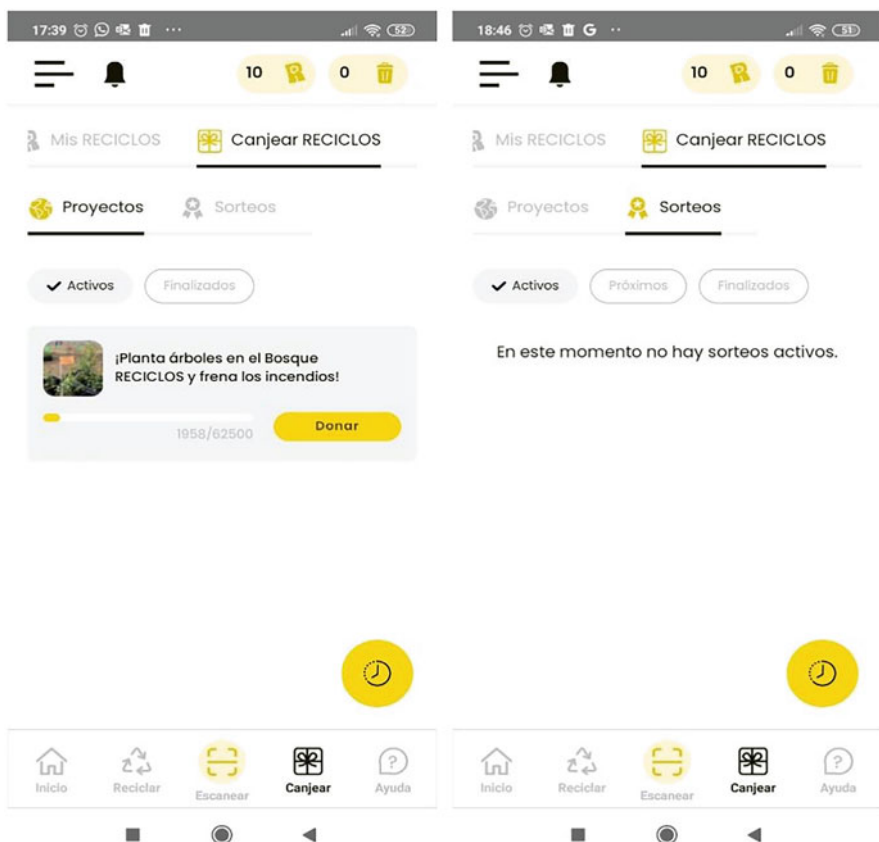 17:39
52
10
0
Mis RECICLOS
Canjear RECICLOS
Proyectos
Sorteos
Activos
Finalizados
¡Planta árboles en el Bosque
RECICLOS y frena los incendios!
1958/62500
Donar
Inicio
Reciclar
Escanear
Canjear
Ayuda
18:46
G
51
10
0
Mis RECICLOS
Canjear RECICLOS
Proyectos
Sorteos
Activos
Próximos
Finalizados
En este momento no hay sorteos activos.
Inicio
Reciclar
Escanear
Canjear
Ayuda